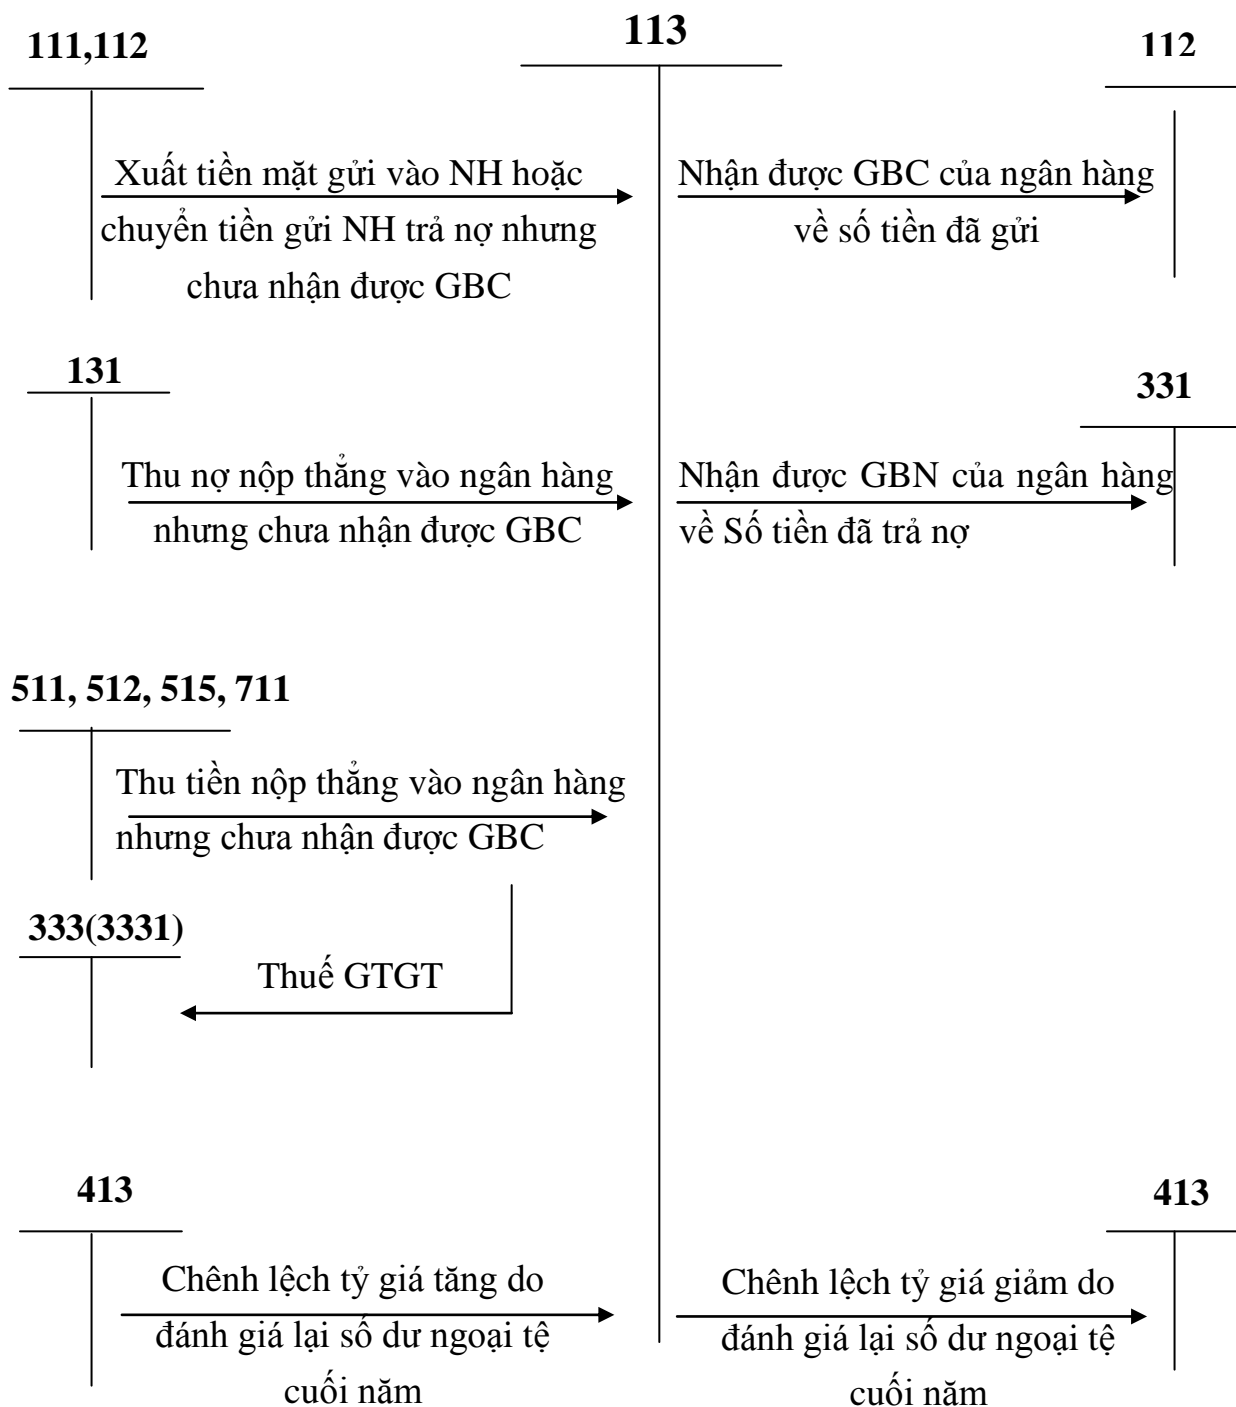 111,112
113
112
Xuất tiền mặt gửi vào NH hoặc
chuyển tiền gửi NH trả nợ nhưng
chưa nhận được GBC
Nhận được GBC của ngân hàng
về số tiền đã gửi
131
331
Thu nợ nộp thẳng vào ngân hàng
nhưng chưa nhận được GBC
Nhận được GBN của ngân hàng
về Số tiền đã trả nợ
511, 512, 515, 711
Thu tiền nộp thẳng vào ngân hàng
nhưng chưa nhận được GBC
333(3331)
Thuế GTGT
413
413
Chênh lệch tỷ giá tăng do
đánh giá lại số dư ngoại tệ
cuối năm
Chênh lệch tỷ giá giảm do
đánh giá lại số dư ngoại tệ
cuối năm